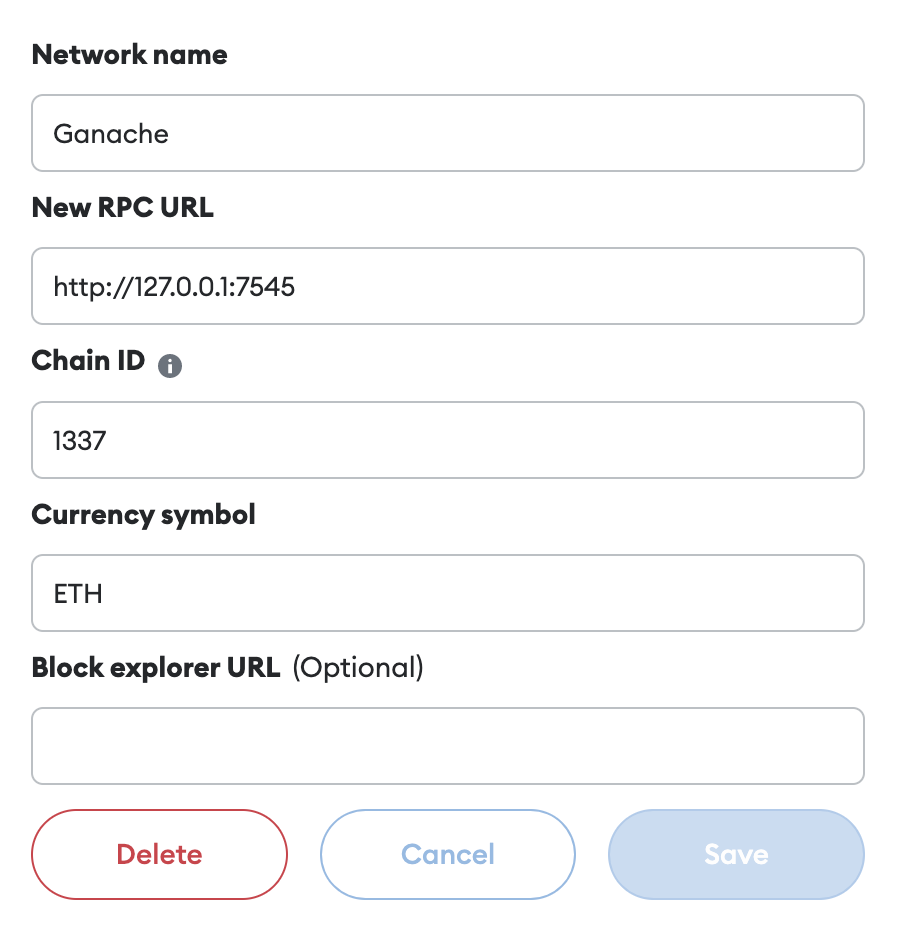 Network name
Ganache
New RPC URL
http://127.0.0.1:7545
Chain ID
1337
Currency symbol
ETH
Block explorer URL (Optional)
Delete Cancel Save